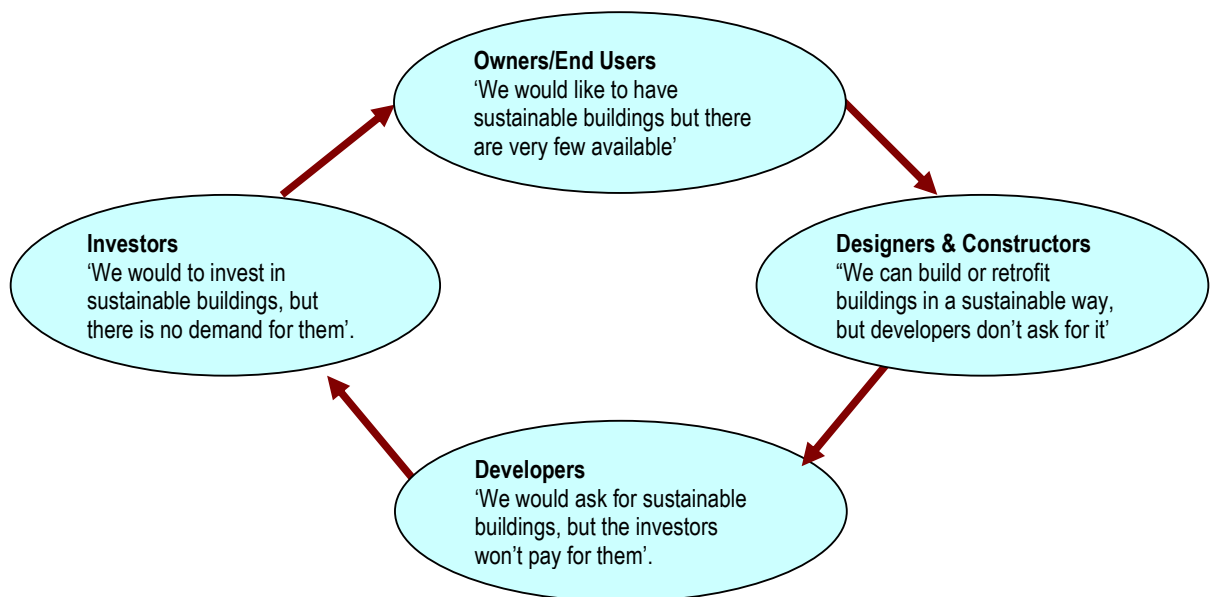 Owners/End Users
‘We would like to have
sustainable buildings but there
are very few available’
Investors
‘We would to invest in
sustainable buildings, but
there is no demand for them’.
Designers & Constructors
“We can build or retrofit
buildings in a sustainable way,
but developers don’t ask for it’
Developers
‘We would ask for sustainable
buildings, but the investors
won’t pay for them’.